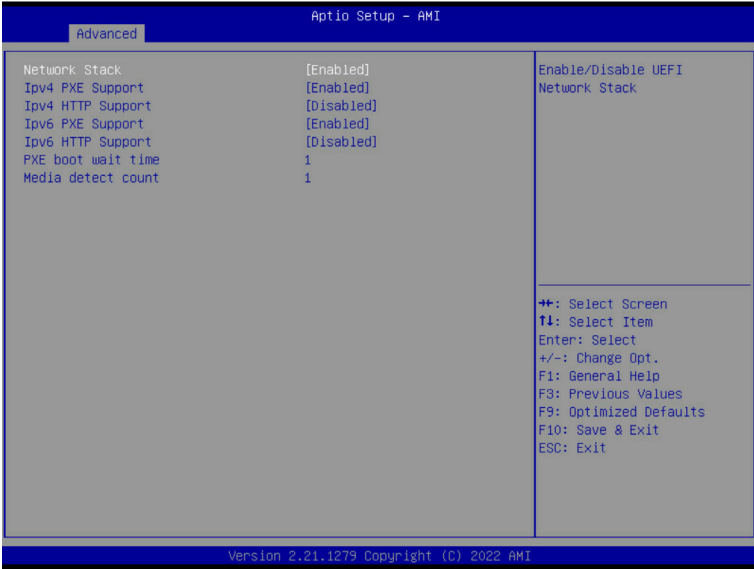 Aptio Setup – AMI
Advanced
Network Stack [Enabled]
Ipv4 PXE Support [Enabled]
Ipv4 HTTP Support [Disabled]
Ipv6 PXE Support [Enabled]
Ipv6 HTTP Support [Disabled]
PXE boot wait time 1
Media detect count 1
Enable/Disable UEFI
Network Stack
→←: Select Screen
↑↓: Select Item
Enter: Select
+/-: Change Opt.
F1: General Help
F3: Previous Values
F9: Optimized Defaults
F10: Save & Exit
ESC: Exit
Version 2.21.1279 Copyright (C) 2022 AMI